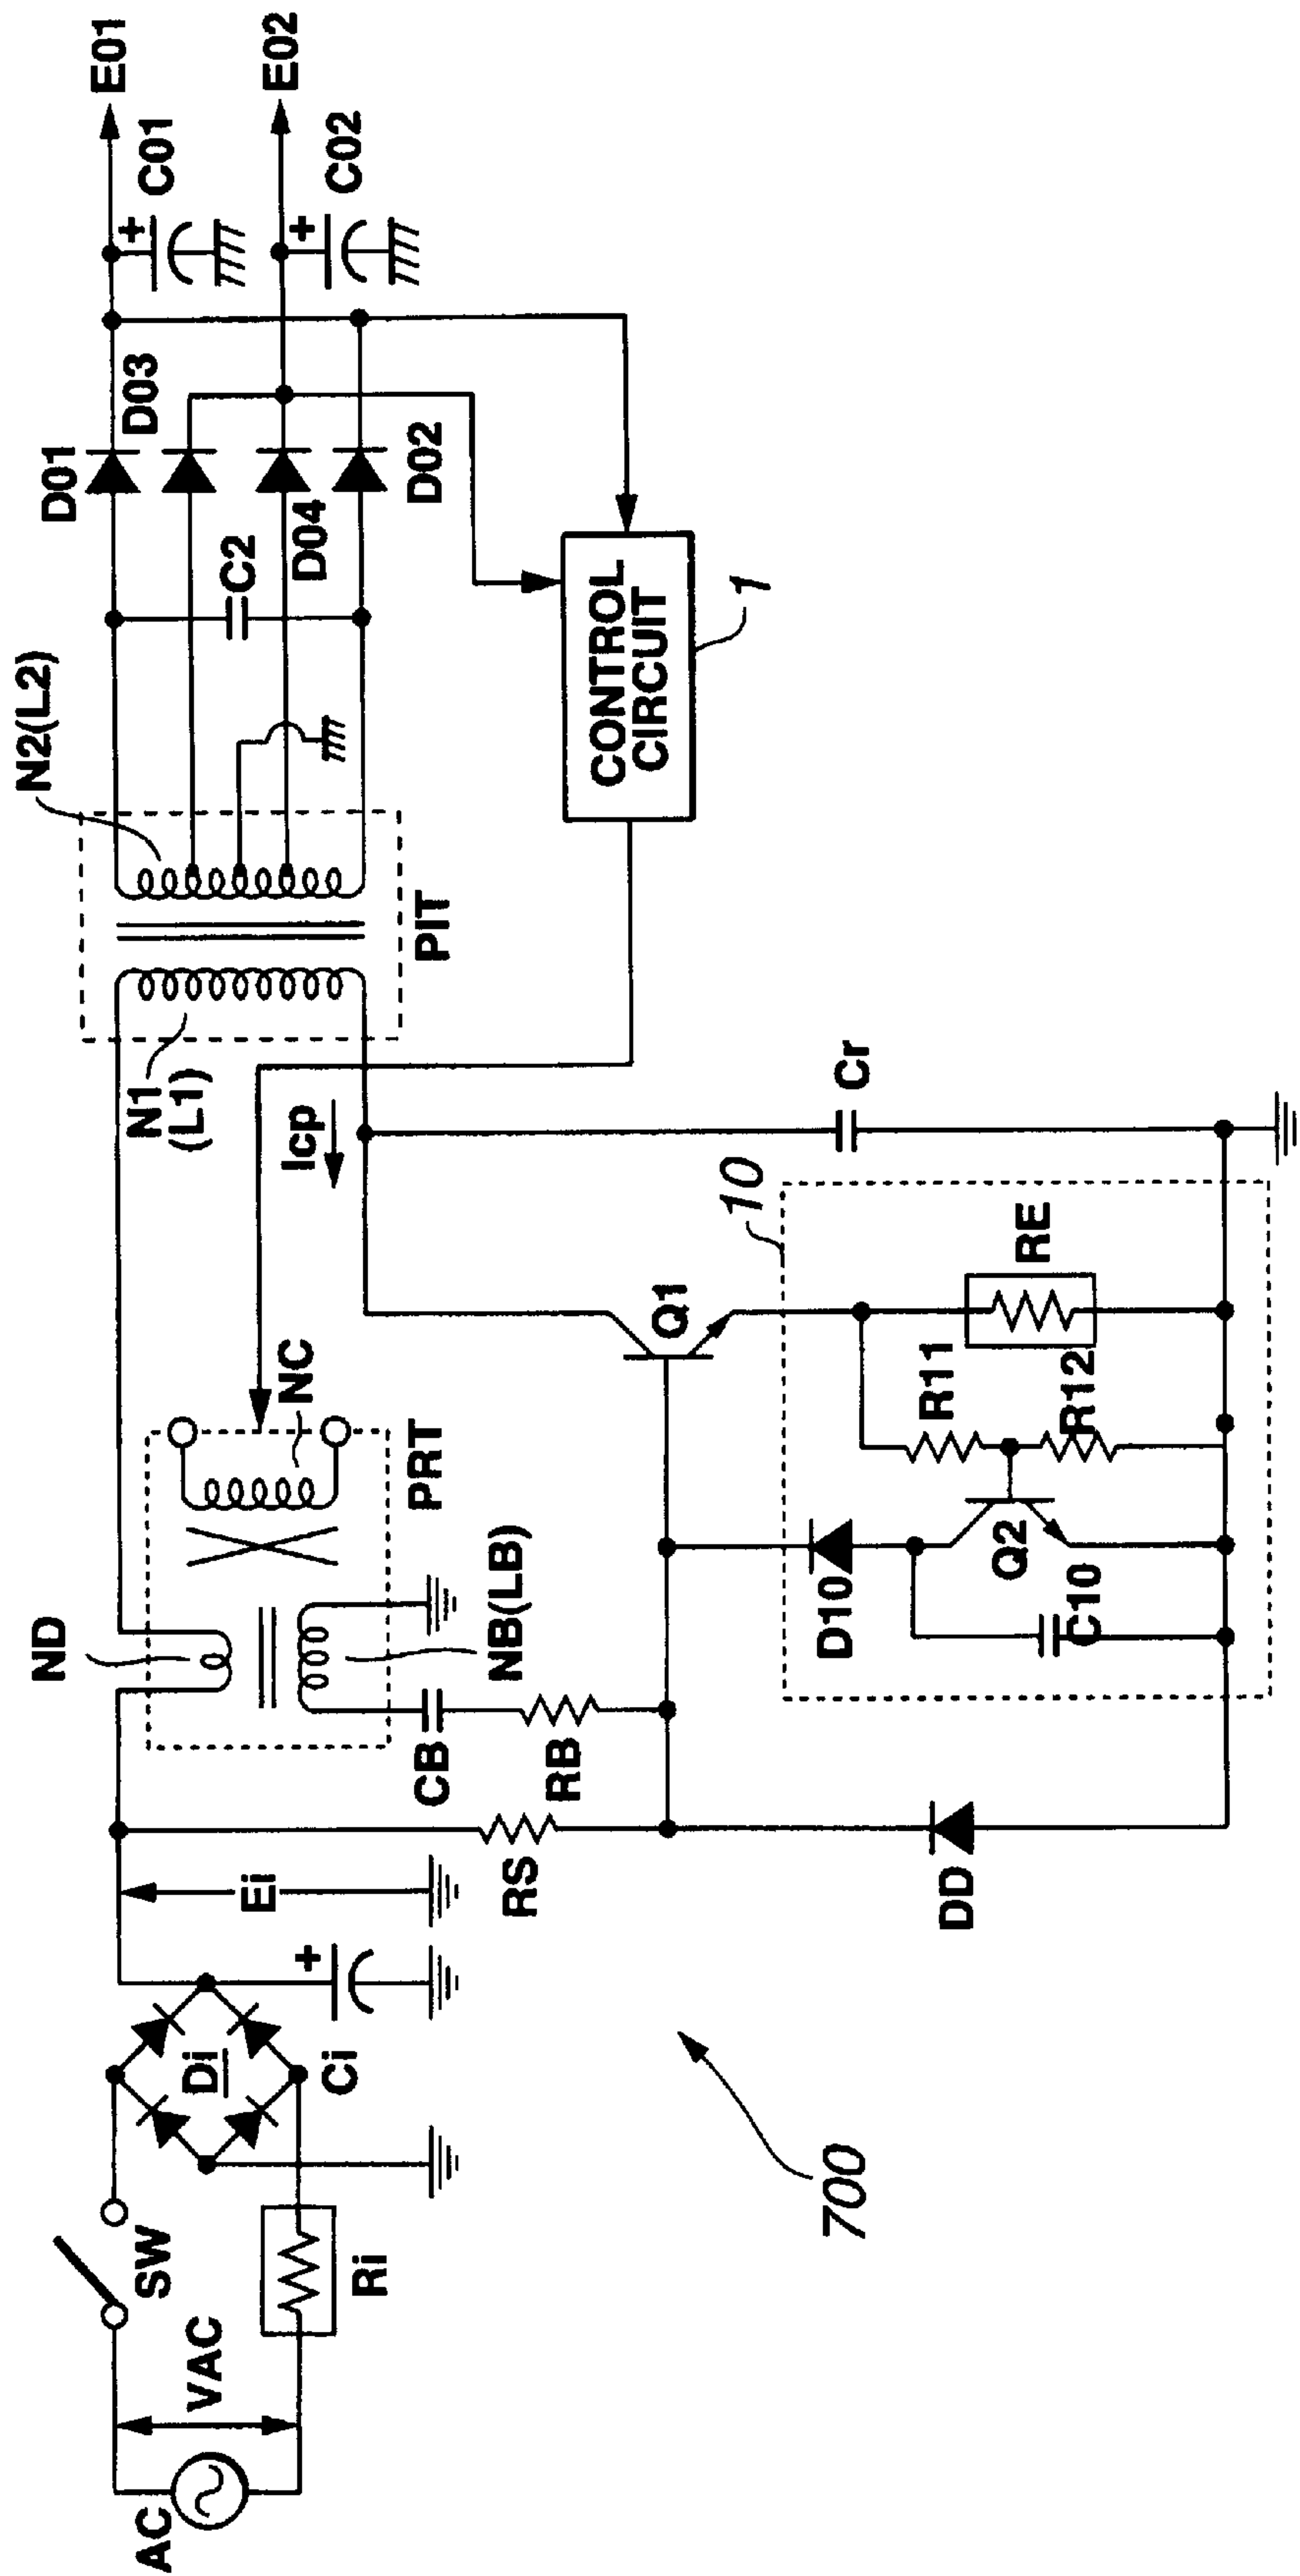 AC
VAC
SW
Ri
Di
Ci
Ei
RS
ND
CB
RB
NB(LB)
PRT
NC
Icp
N1
(L1)
N2(L2)
PIT
C2
D01
D03
D04
D02
C01
C02
E01
E02
CONTROL
CIRCUIT
1
Cr
Q1
10
RE
R11
R12
Q2
D10
C10
DD
700